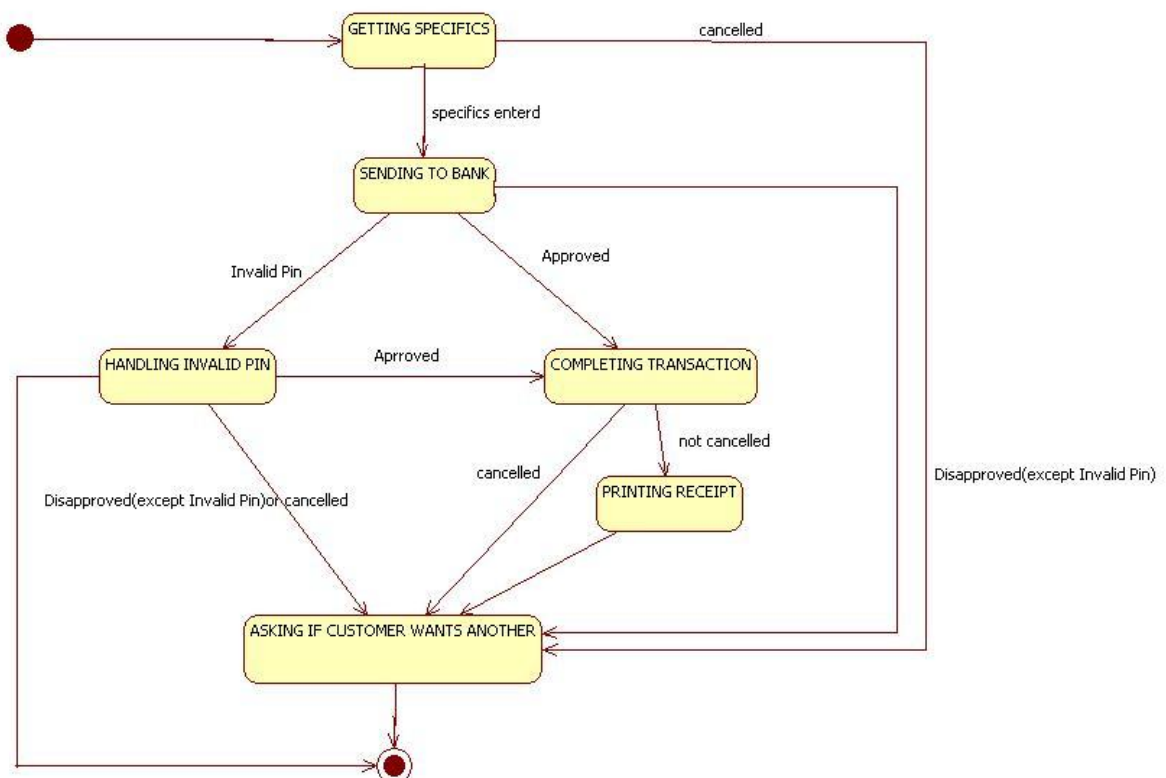 GETTING SPECIFICS
cancelled
specifics enterd
SENDING TO BANK
Invalid Pin
Approved
HANDLING INVALID PIN
Aprroved
COMPLETING TRANSACTION
not cancelled
cancelled
Disapproved(except Invalid Pin)
PRINTING RECEIPT
Disapproved(except Invalid Pin)or cancelled
ASKING IF CUSTOMER WANTS ANOTHER